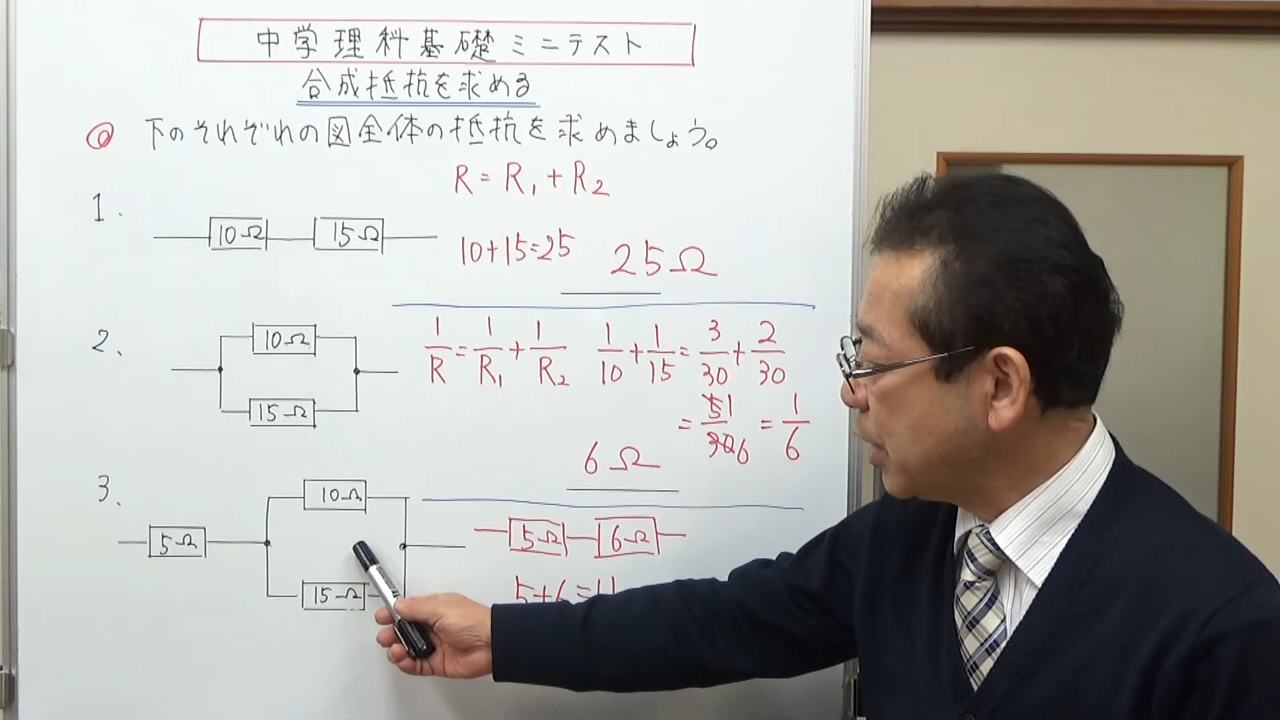 中学理科基礎ミニテスト
合成抵抗を求める
Q 下のそれぞれの図全体の抵抗を求めましょう。
R=R₁+R₂
1.
10Ω 15Ω
10+15=25 25Ω
2.
10Ω
15Ω
1/R=1/R₁+1/R₂ 1/10+1/15=3/30+2/30
=5/30 1/6 =1/6
6Ω
3.
10Ω
5Ω
15Ω
5Ω 6Ω
5+6=11